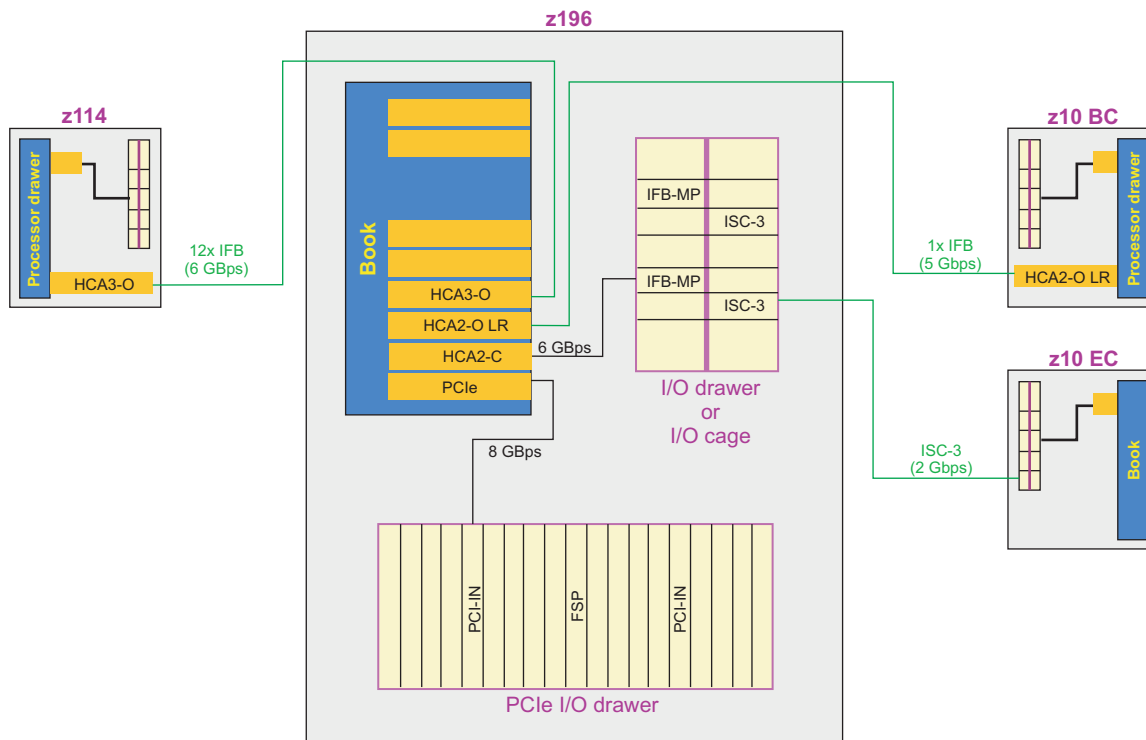 z196
z114
Processor drawer
HCA3-O
12x IFB
(6 GBps)
Book
HCA3-O
HCA2-O LR
HCA2-C
PCIe
6 GBps
8 GBps
IFB-MP
ISC-3
IFB-MP
ISC-3
I/O drawer
or
I/O cage
PCI-IN
FSP
PCI-IN
PCIe I/O drawer
1x IFB
(5 Gbps)
z10 BC
HCA2-O LR
Processor drawer
ISC-3
(2 Gbps)
z10 EC
Book